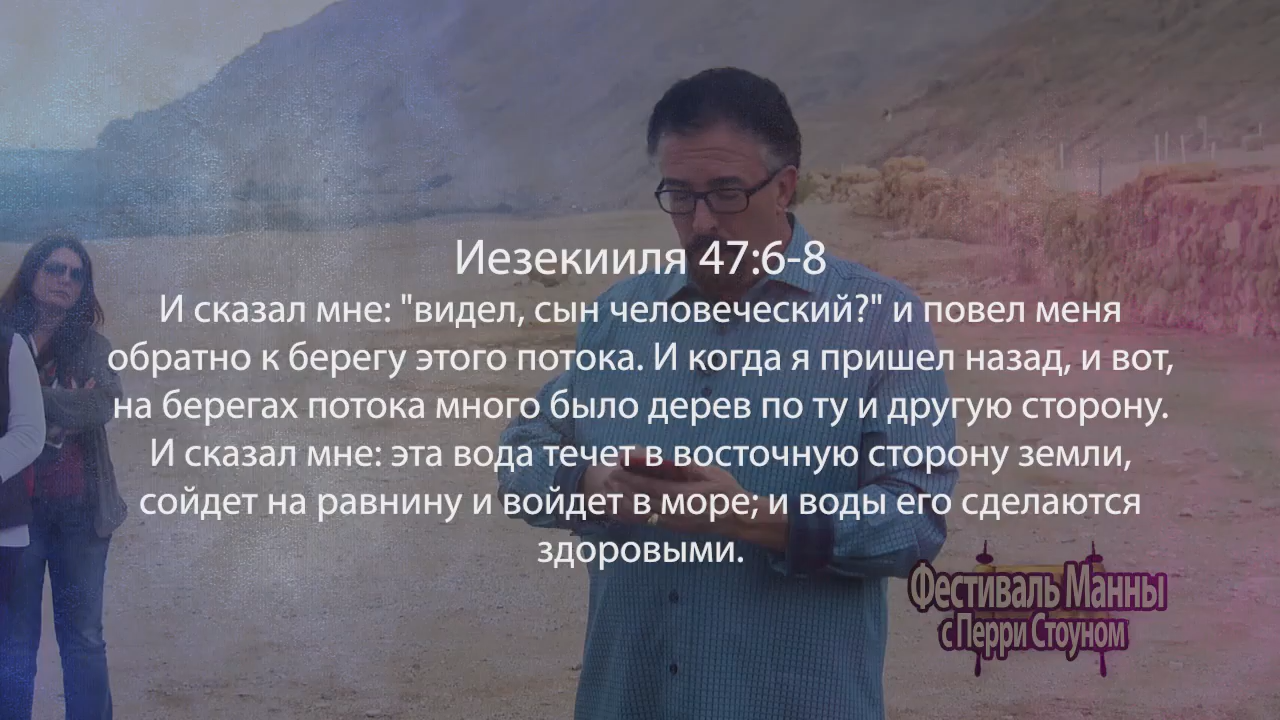 Иезекииля 47:6-8
И сказал мне: "видел, сын человеческий?" и повел меня
обратно к берегу этого потока. И когда я пришел назад, и вот,
на берегах потока много было дерев по ту и другую сторону.
И сказал мне: эта вода течет в восточную сторону земли,
сойдет на равнину и войдет в море; и воды его сделаются
здоровыми.
Фестиваль Манны
с Перри Стоуном